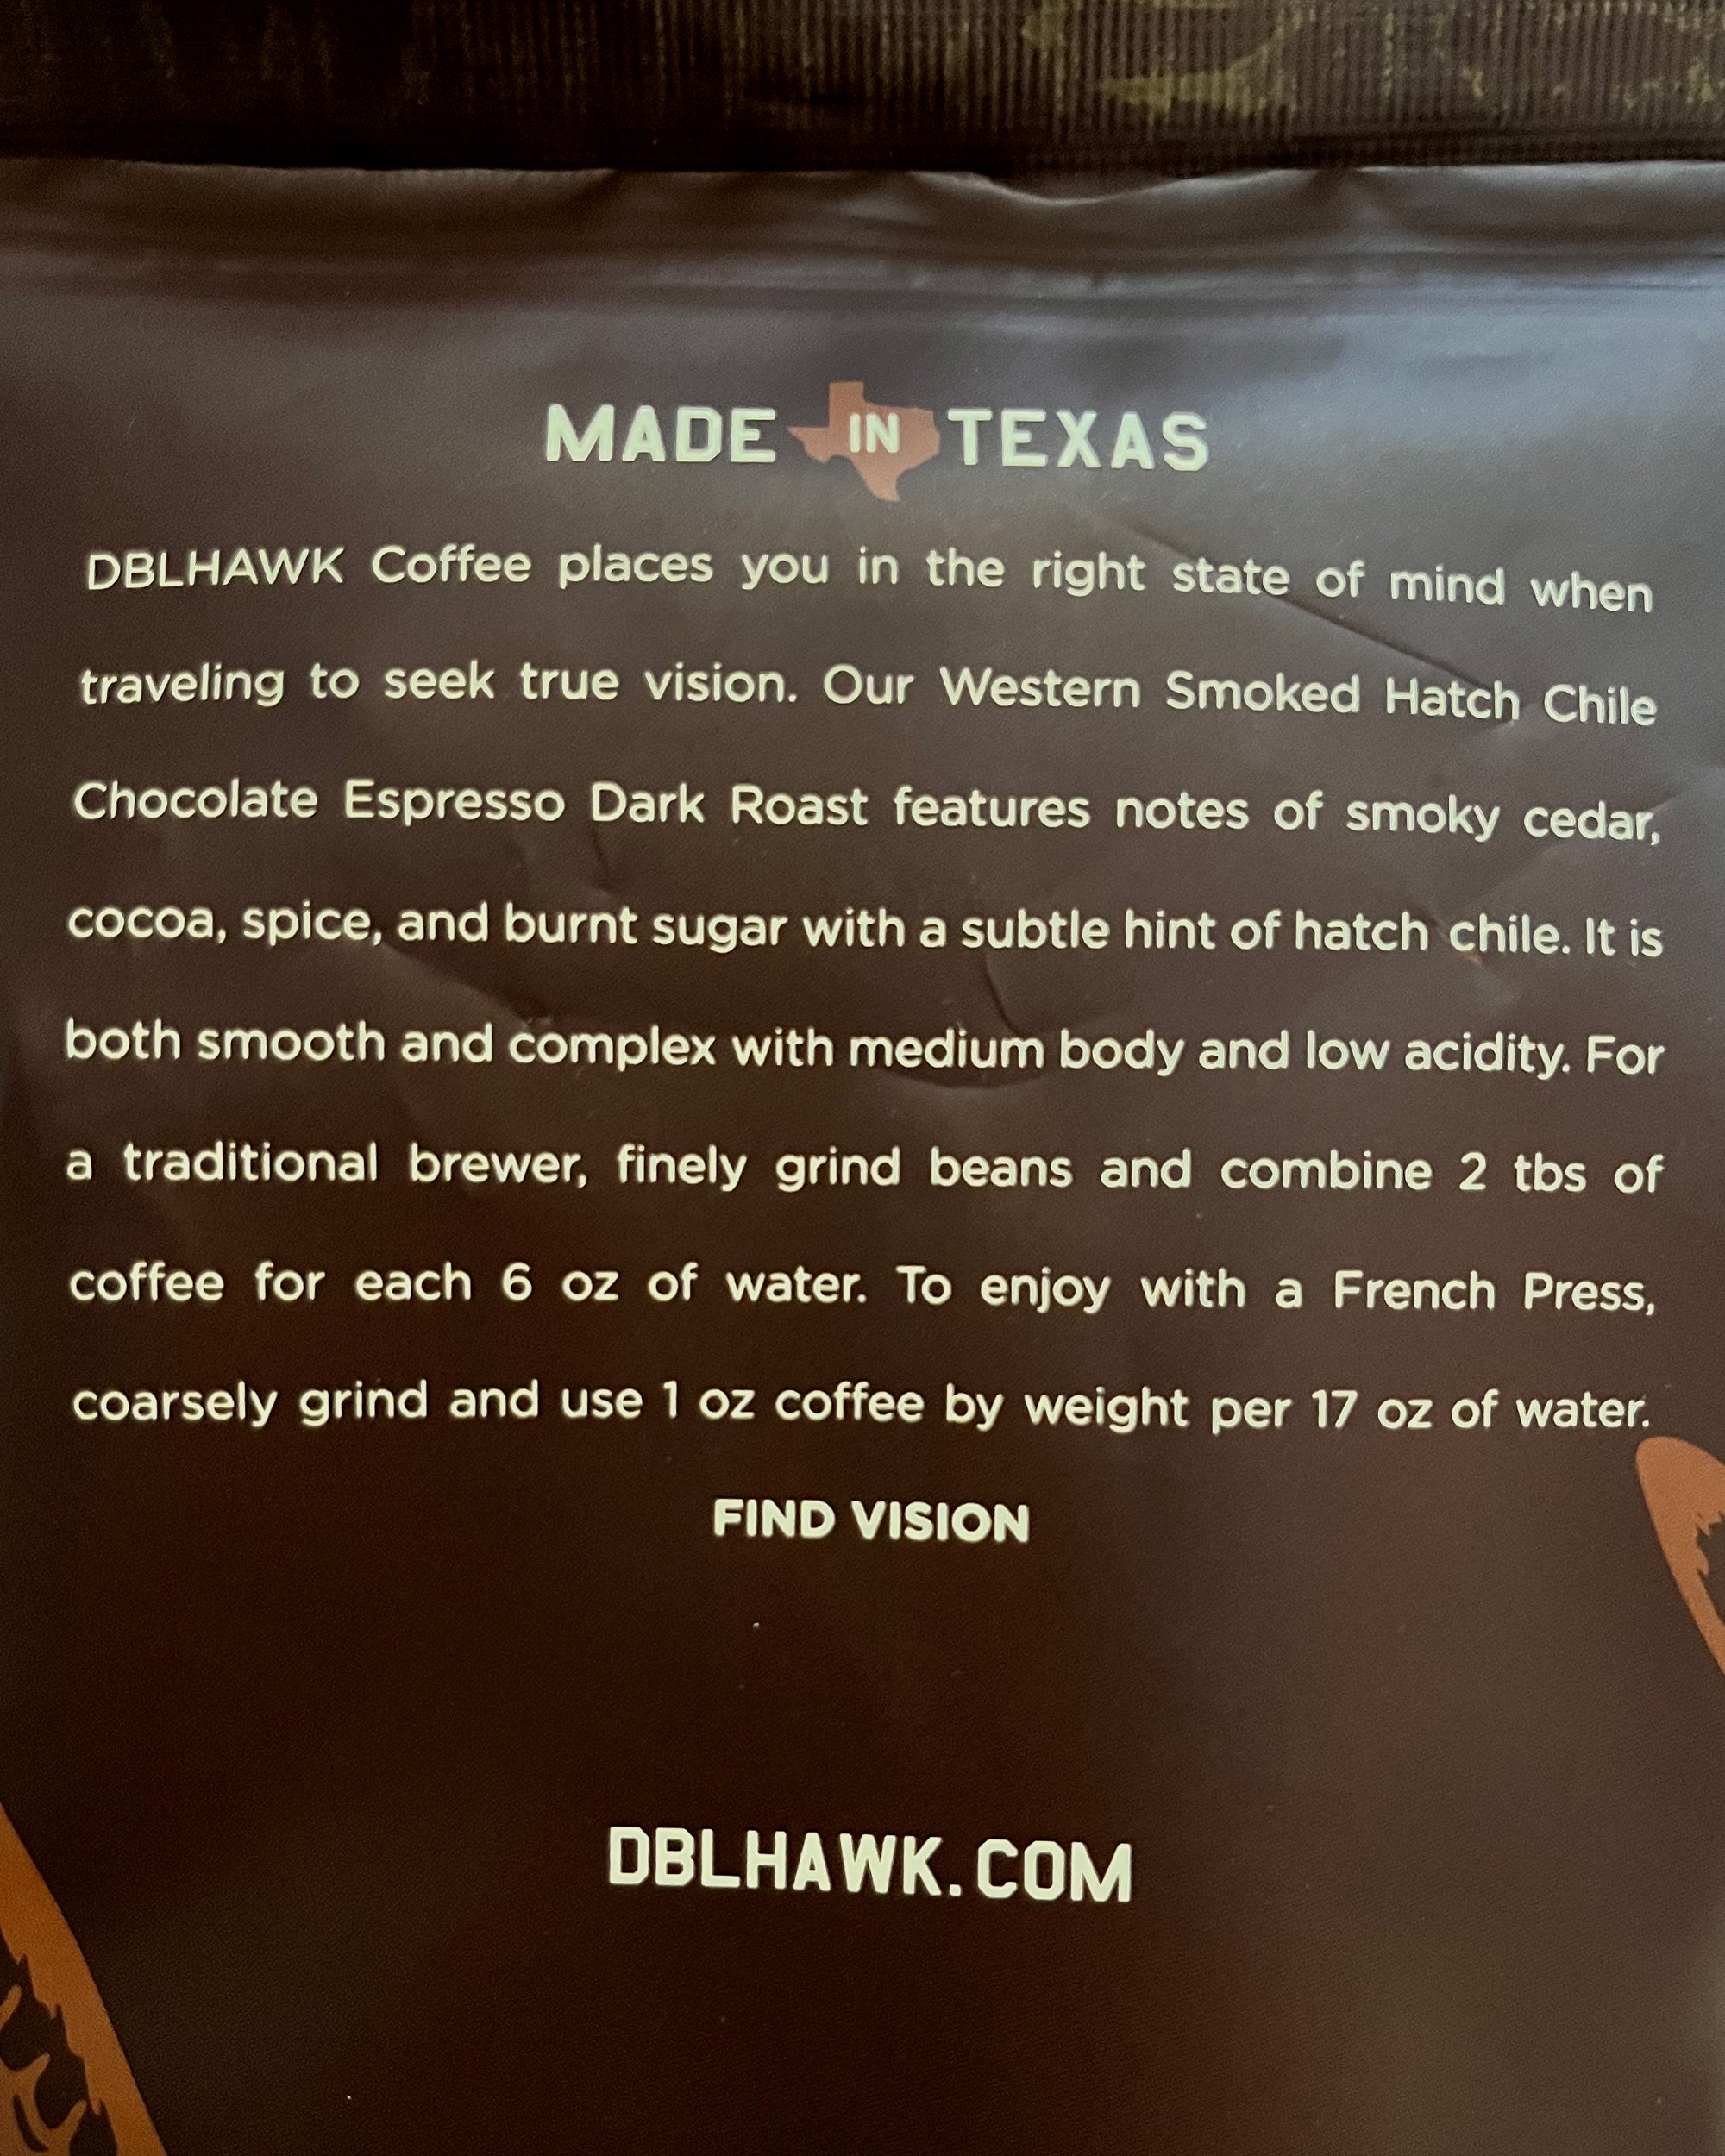 MADE IN TEXAS
DBLHAWK Coffee places you in the right state of mind when
traveling to seek true vision. Our Western Smoked Hatch Chile
Chocolate Espresso Dark Roast features notes of smoky cedar,
cocoa, spice, and burnt sugar with a subtle hint of hatch chile. It is
both smooth and complex with medium body and low acidity. For
a traditional brewer, finely grind beans and combine 2 tbs of
coffee for each 6 oz of water. To enjoy with a French Press,
coarsely grind and use 1 oz coffee by weight per 17 oz of water.
FIND VISION
DBLHAWK.COM